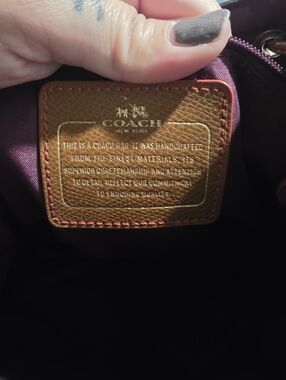 COACH
NEW YORK
THIS IS A COACH BAG. IT WAS HANDCRAFTED
FROM THE FINEST MATERIALS. ITS
SUPERIOR CRAFTSMANSHIP AND ATTENTION
TO DETAIL REFLECT OUR COMMITMENT
TO ENDURING QUALITY.